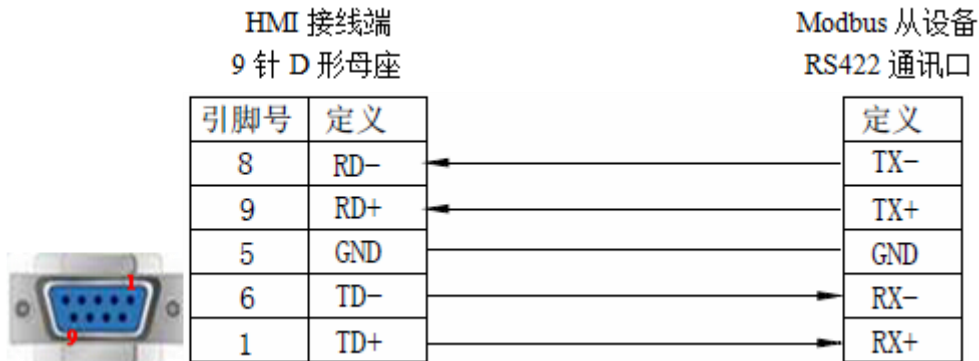 HMI 接线端 Modbus 从设备
9 针 D 形母座 RS422 通讯口
引脚号 定义 定义
8 RD- TX-
9 RD+ TX+
5 GND GND
6 TD- RX-
1 TD+ RX+
1
9